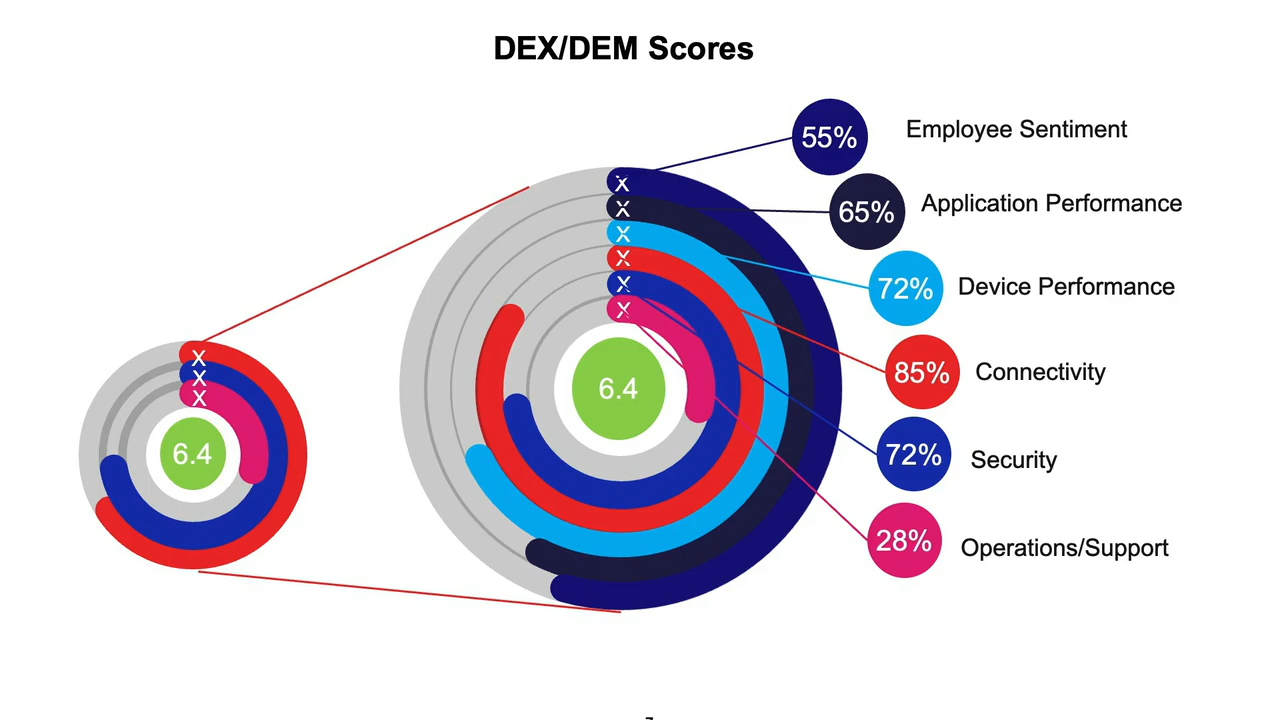 DEX/DEM Scores
55% Employee Sentiment
65% Application Performance
72% Device Performance
85% Connectivity
72% Security
28% Operations/Support
X
X
X
X
X
X
6.4
X
X
X
6.4